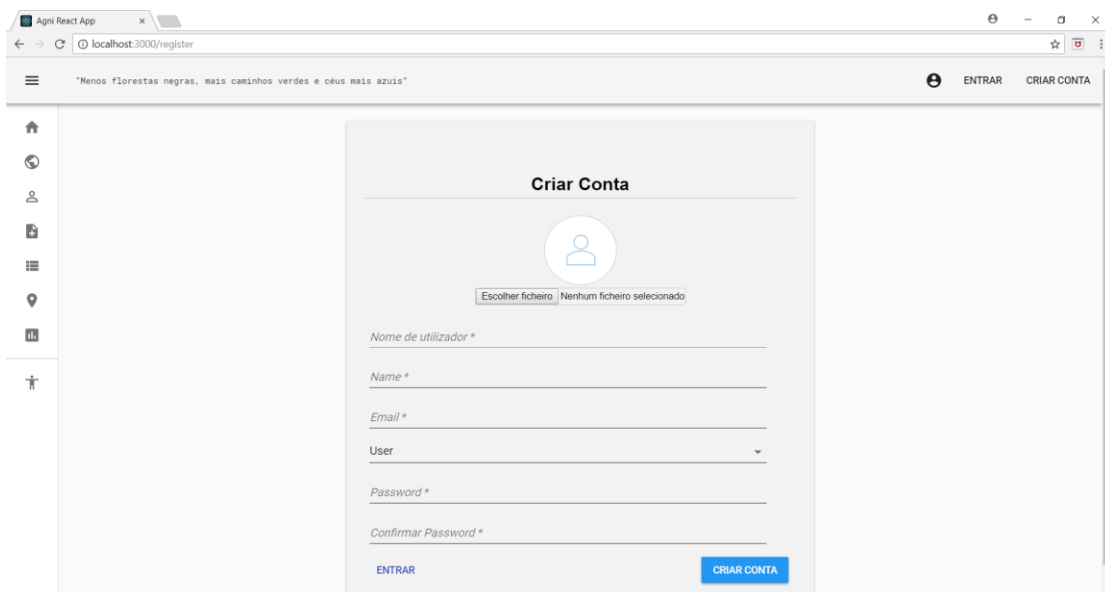 Agni React App
localhost:3000/register
"Menos florestas negras, mais caminhos verdes e céus mais azuis"
ENTRAR
CRIAR CONTA
Criar Conta
Escolher ficheiro Nenhum ficheiro selecionado
Nome de utilizador *
Name *
Email *
User
Password *
Confirmar Password *
ENTRAR
CRIAR CONTA